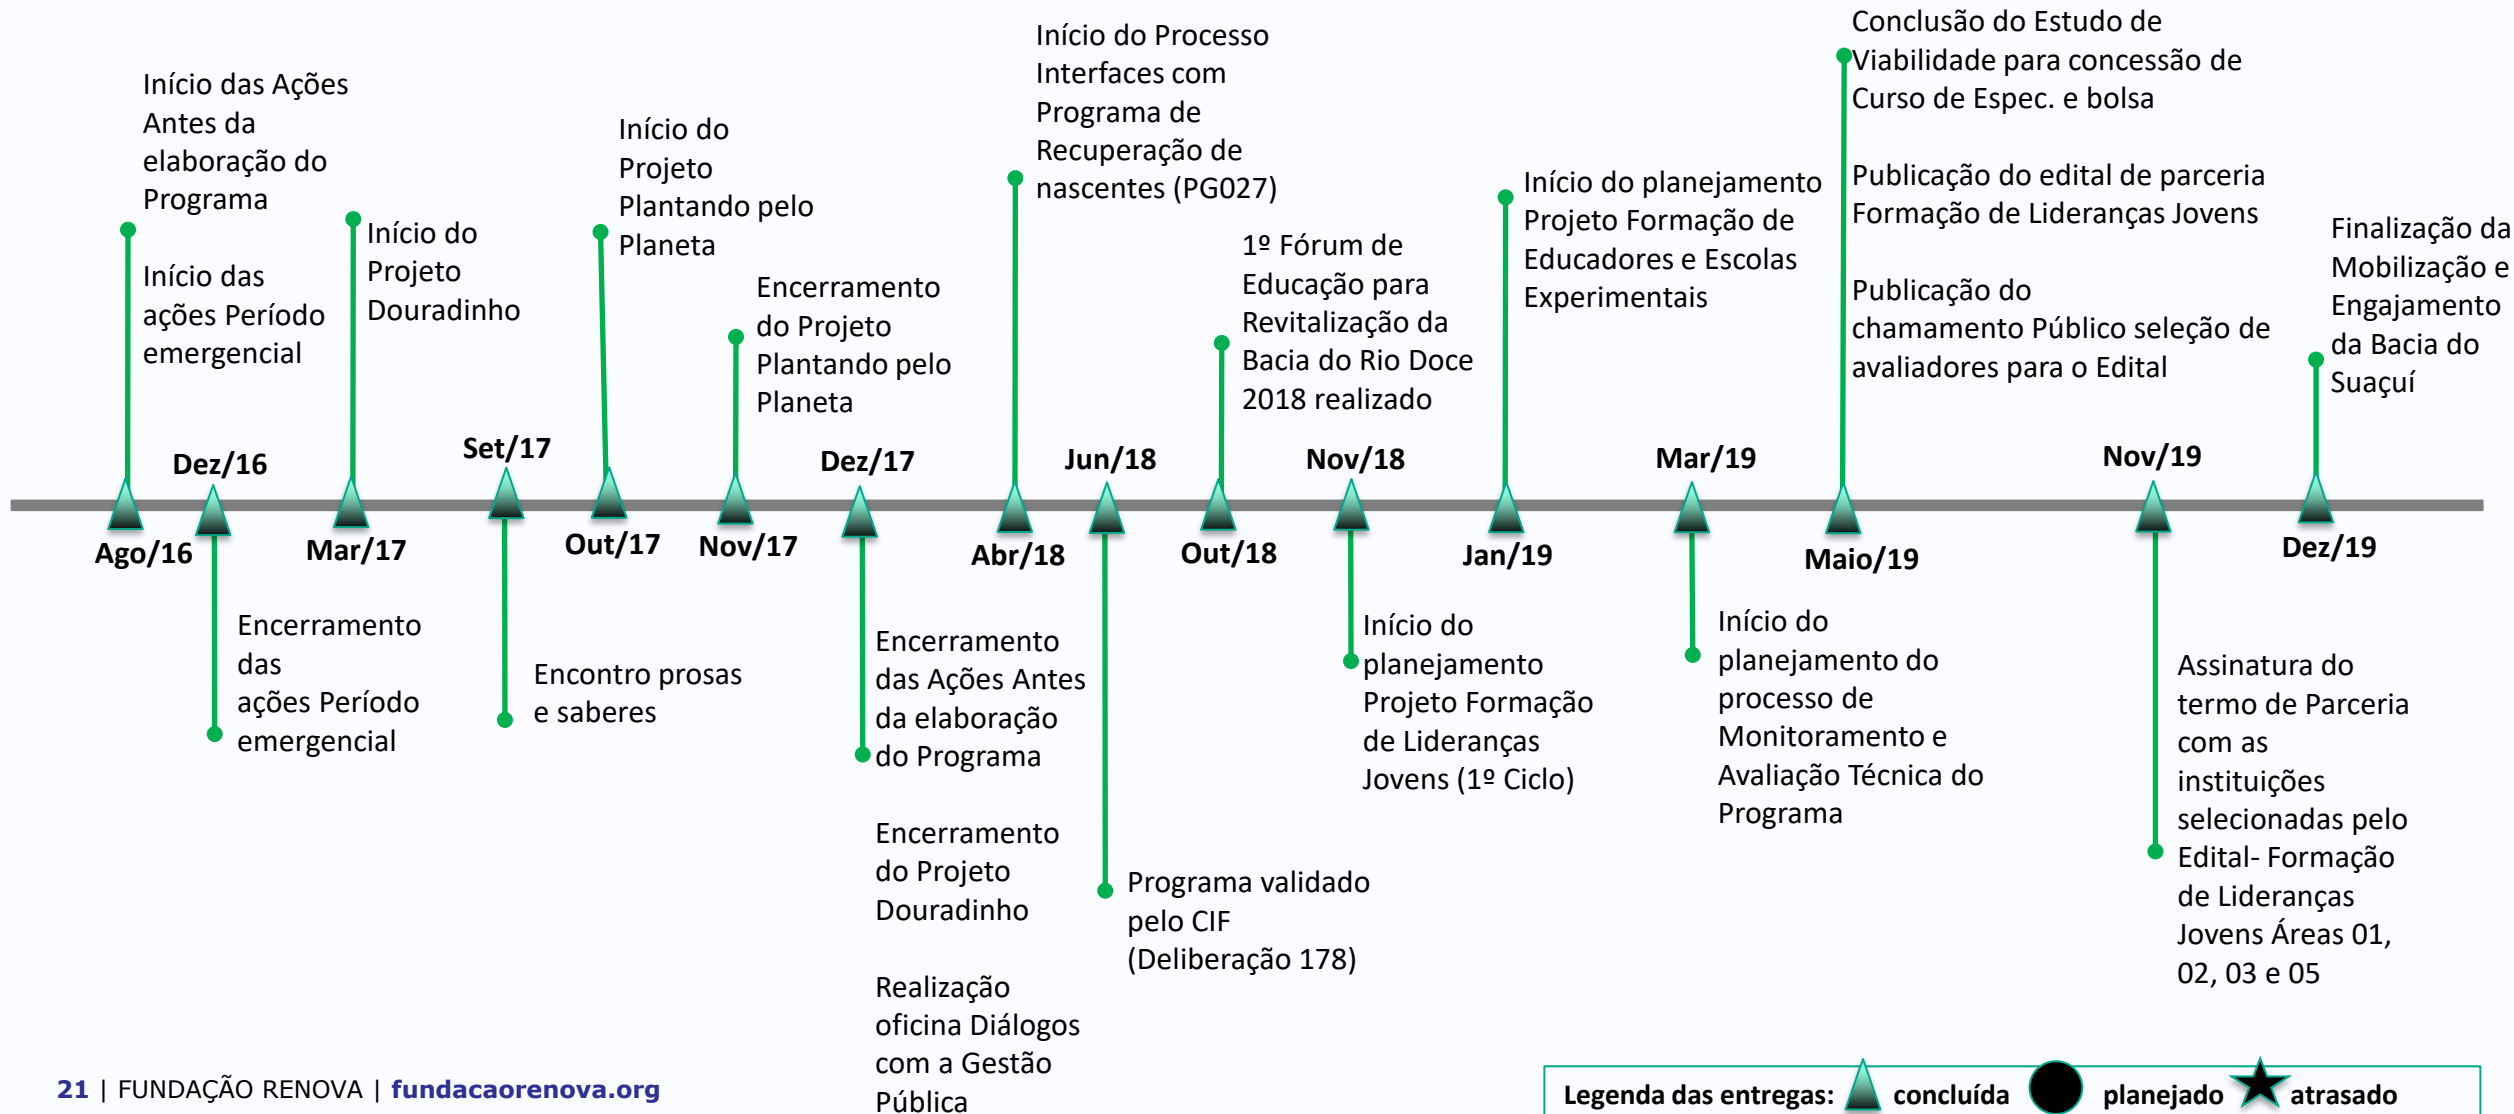 Início das Ações
Antes da
elaboração do
Programa
Início das
ações Período
emergencial
Início do
Projeto
Douradinho
Início do
Projeto
Plantando pelo
Planeta
Encerramento
do Projeto
Plantando pelo
Planeta
Início do Processo
Interfaces com
Programa de
Recuperação de
nascentes (PG027)
1º Fórum de
Educação para
Revitalização da
Bacia do Rio Doce
2018 realizado
Início do planejamento
Projeto Formação de
Educadores e Escolas
Experimentais
Conclusão do Estudo de
Viabilidade para concessão de
Curso de Espec. e bolsa
Publicação do edital de parceria
Formação de Lideranças Jovens
Publicação do
chamamento Público seleção de
avaliadores para o Edital
Finalização da
Mobilização e
Engajamento
da Bacia do
Suaçuí
Dez/16
Set/17
Dez/17
Jun/18
Nov/18
Mar/19
Nov/19
Ago/16
Mar/17
Out/17
Nov/17
Abr/18
Out/18
Jan/19
Maio/19
Dez/19
Encerramento
das
ações Período
emergencial
Encontro prosas
e saberes
Encerramento
das Ações Antes
da elaboração
do Programa
Encerramento
do Projeto
Douradinho
Realização
oficina Diálogos
com a Gestão
Pública
Programa validado
pelo CIF
(Deliberação 178)
Início do
planejamento
Projeto Formação
de Lideranças
Jovens (1º Ciclo)
Início do
planejamento do
processo de
Monitoramento e
Avaliação Técnica do
Programa
Assinatura do
termo de Parceria
com as
instituições
selecionadas pelo
Edital- Formação
de Lideranças
Jovens Áreas 01,
02, 03 e 05
21 | FUNDAÇÃO RENOVA | fundacaorenova.org
Legenda das entregas: concluída planejado atrasado